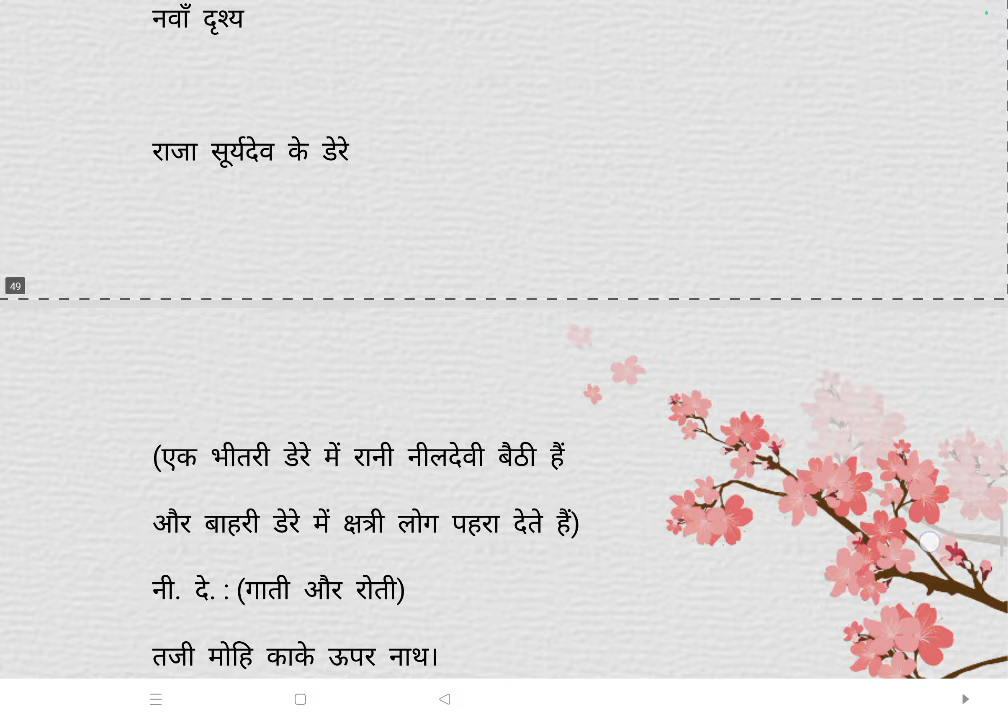 नवाँ दृश्य
राजा सूर्यदेव के डेरे
49
(एक भीतरी डेरे में रानी नीलदेवी बैठी हैं
और बाहरी डेरे में क्षत्री लोग पहरा देते हैं)
नी. दे. : (गाती और रोती)
तजी मोहि काके ऊपर नाथ।